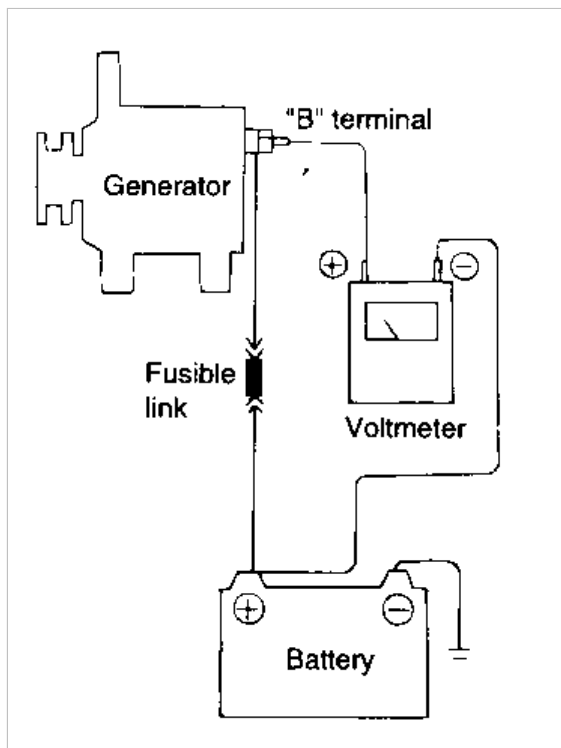 "B" terminal
Generator
+
−
Fusible
link
Voltmeter
+
−
Battery